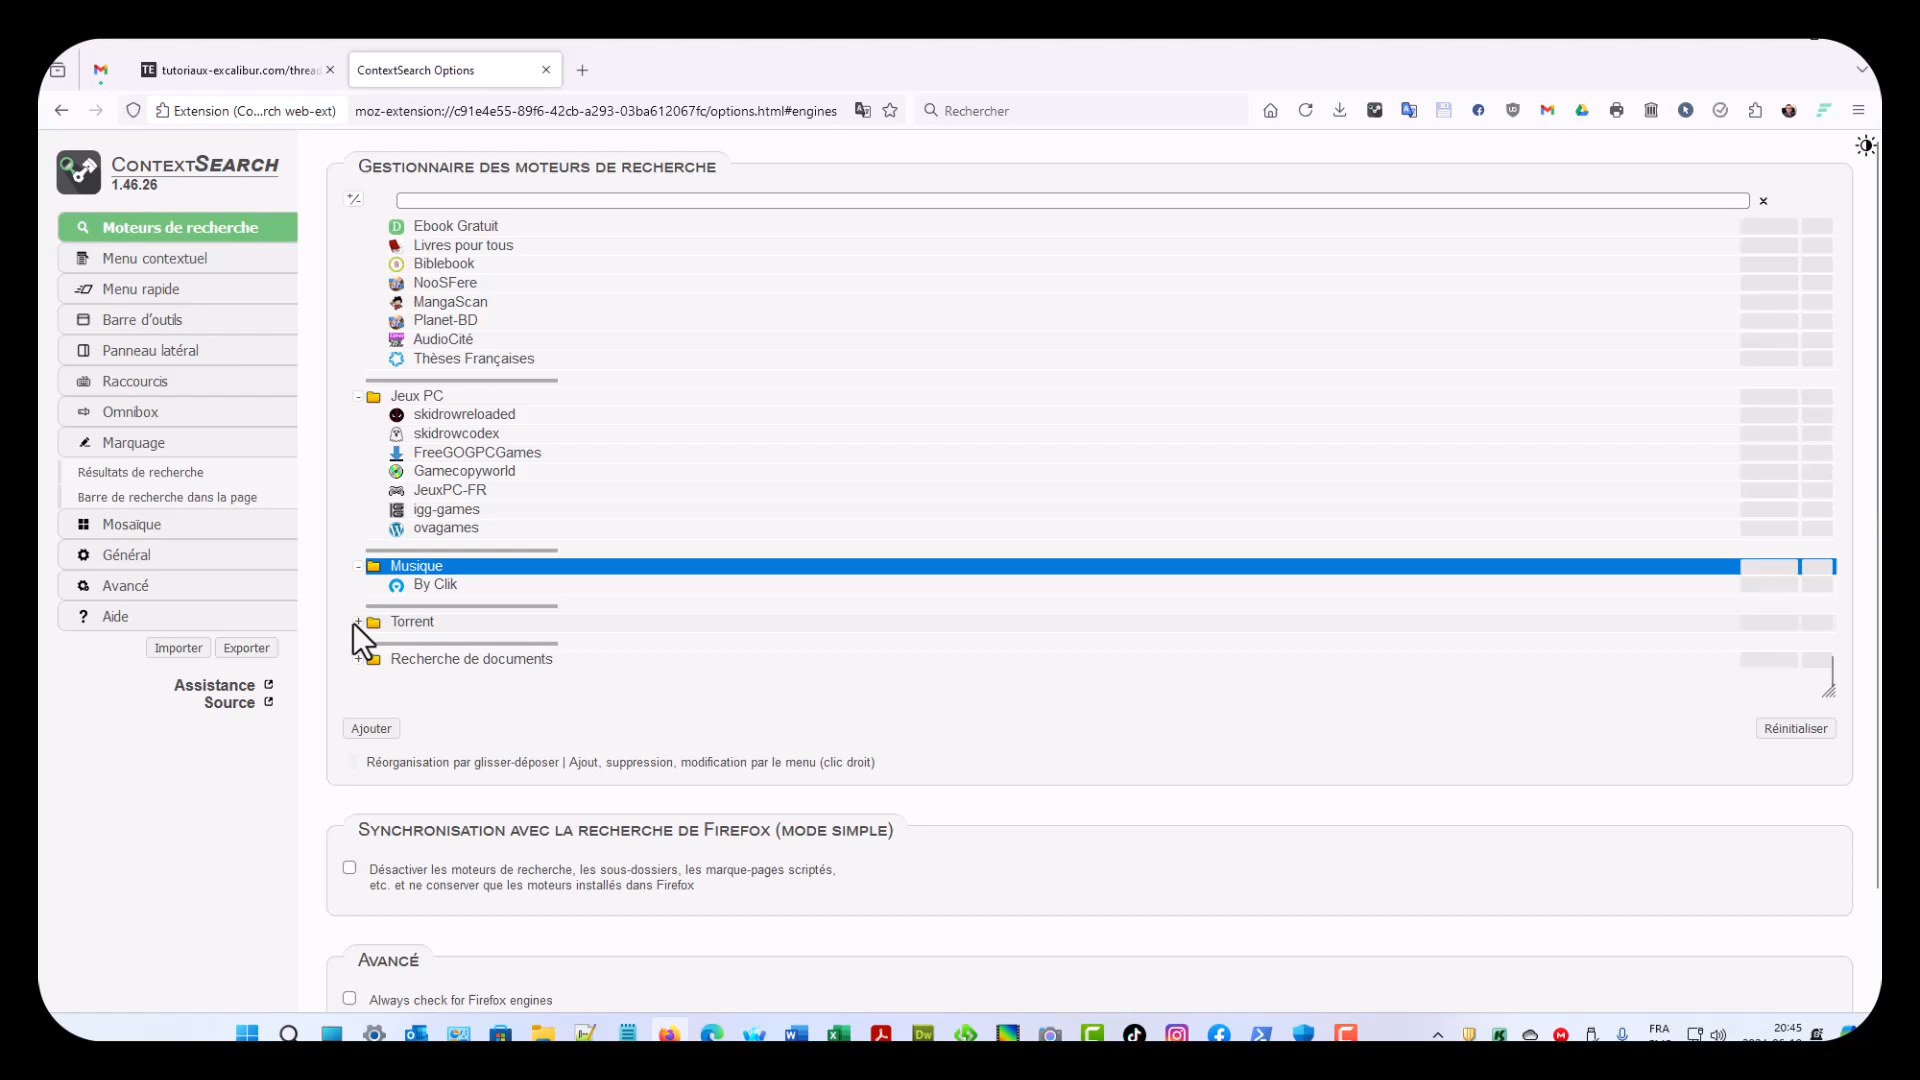 TE tutoriaux-excalibur.com/thread
ContextSearch Options
Extension (Co...rch web-ext)
moz-extension://c91e4e55-89f6-42cb-a293-03ba612067fc/options.html#engines
Rechercher
ContextSEARCH
1.46.26
Moteurs de recherche
Menu contextuel
Menu rapide
Barre d'outils
Panneau latéral
Raccourcis
Omnibox
Marquage
Résultats de recherche
Barre de recherche dans la page
Mosaïque
Général
Avancé
Aide
Importer
Exporter
Assistance
Source
Gestionnaire des moteurs de recherche
Ebook Gratuit
Livres pour tous
Biblebook
NooSFere
MangaScan
Planet-BD
AudioCité
Thèses Françaises
Jeux PC
skidrowreloaded
skidrowcodex
FreeGOGPCGames
Gamecopyworld
JeuxPC-FR
igg-games
ovagames
Musique
By Clik
Torrent
Recherche de documents
Ajouter
Réinitialiser
Réorganisation par glisser-déposer | Ajout, suppression, modification par le menu (clic droit)
Synchronisation avec la recherche de Firefox (mode simple)
Désactiver les moteurs de recherche, les sous-dossiers, les marque-pages scriptés,
etc. et ne conserver que les moteurs installés dans Firefox
Avancé
Always check for Firefox engines
FRA
20:45